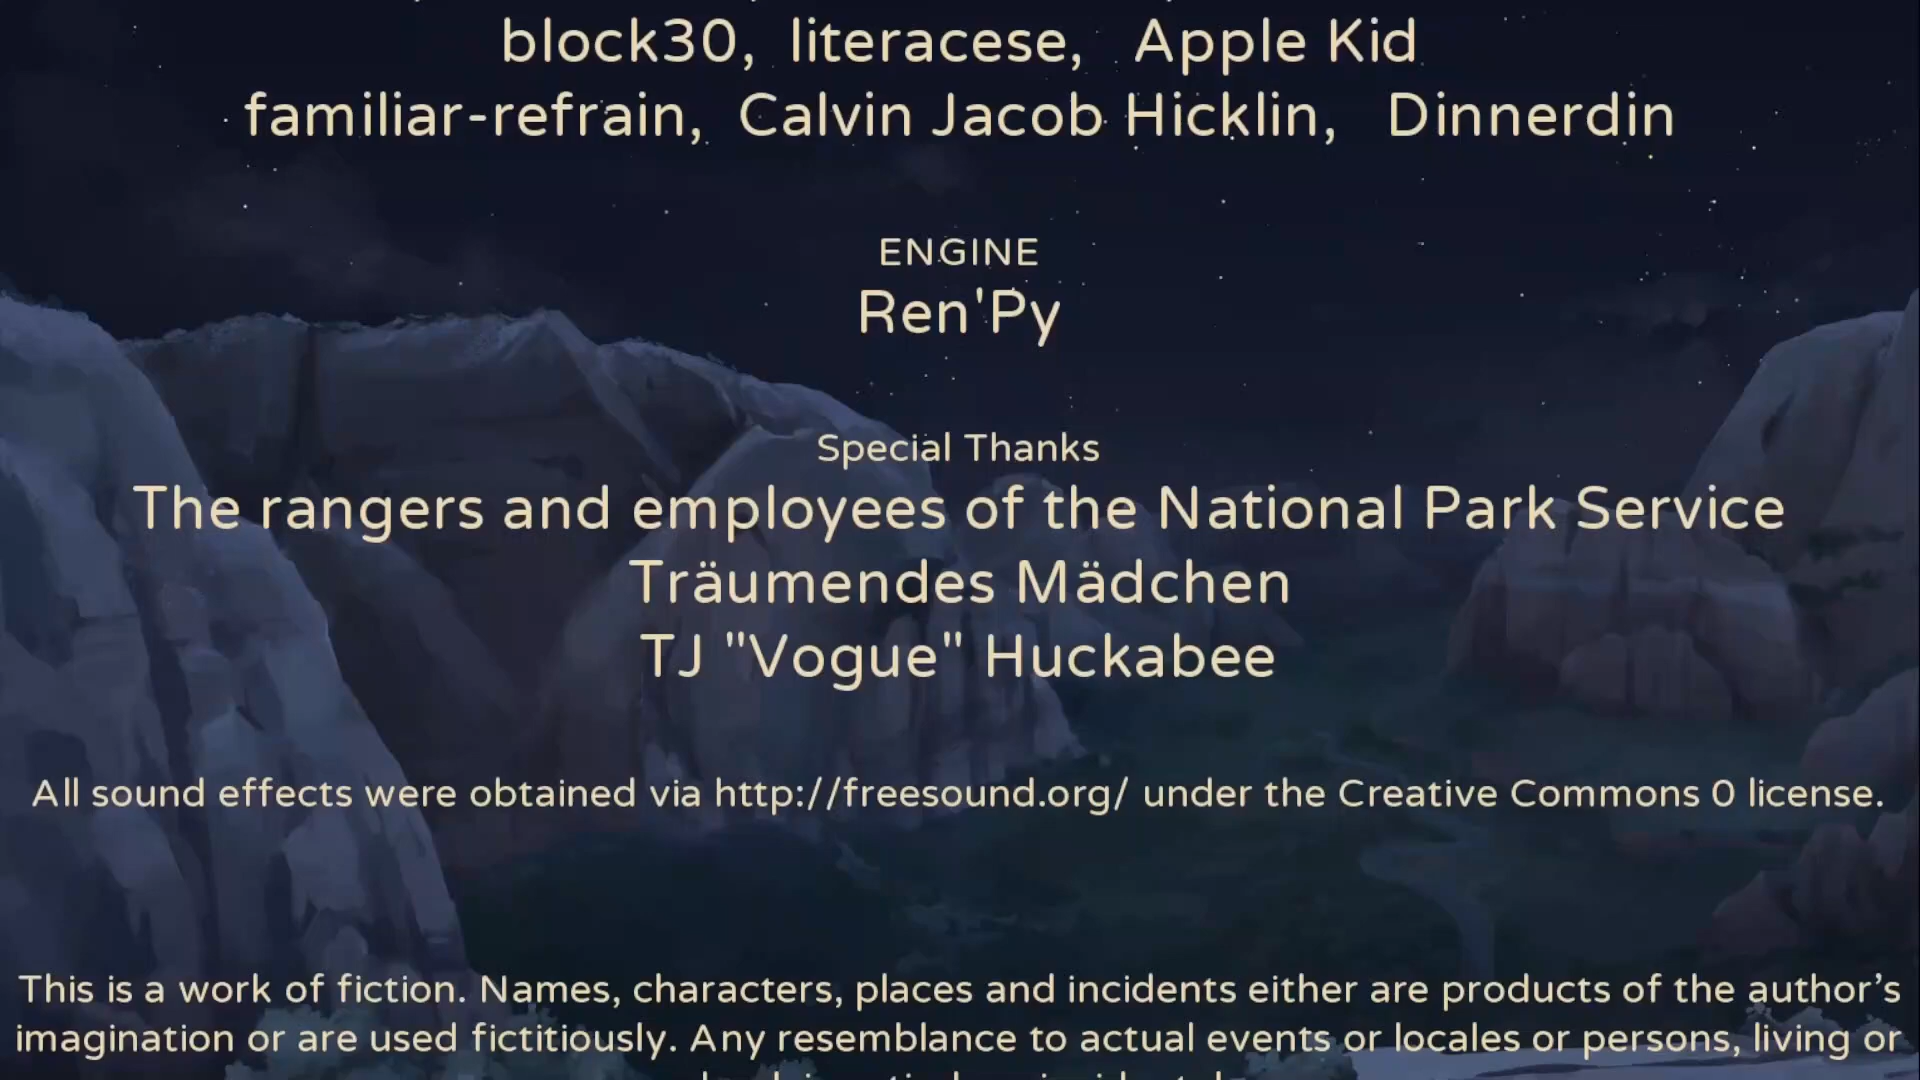 block30, literacese, Apple Kid
familiar-refrain, Calvin Jacob Hicklin, Dinnerdin
ENGINE
Ren'Py
Special Thanks
The rangers and employees of the National Park Service
Träumendes Mädchen
TJ "Vogue" Huckabee
All sound effects were obtained via http://freesound.org/ under the Creative Commons 0 license.
This is a work of fiction. Names, characters, places and incidents either are products of the author’s
imagination or are used fictitiously. Any resemblance to actual events or locales or persons, living or